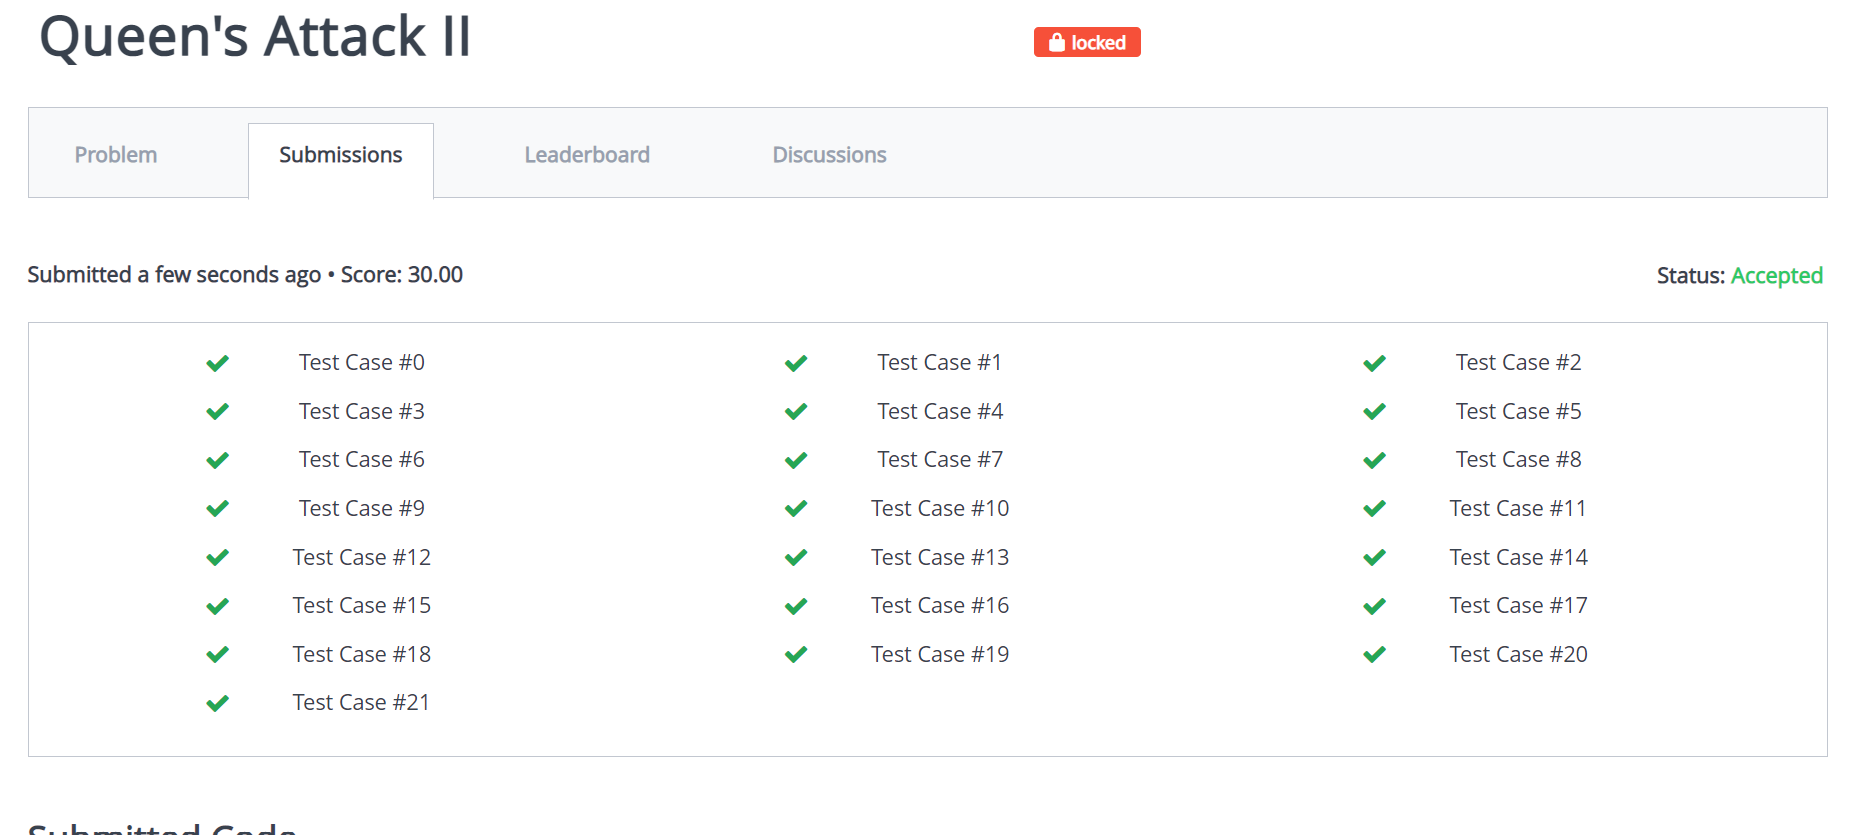 Queen's Attack II
locked
Problem Submissions Leaderboard Discussions
Submitted a few seconds ago • Score: 30.00 Status: Accepted
Test Case #0 Test Case #1 Test Case #2
Test Case #3 Test Case #4 Test Case #5
Test Case #6 Test Case #7 Test Case #8
Test Case #9 Test Case #10 Test Case #11
Test Case #12 Test Case #13 Test Case #14
Test Case #15 Test Case #16 Test Case #17
Test Case #18 Test Case #19 Test Case #20
Test Case #21
Submitted Code